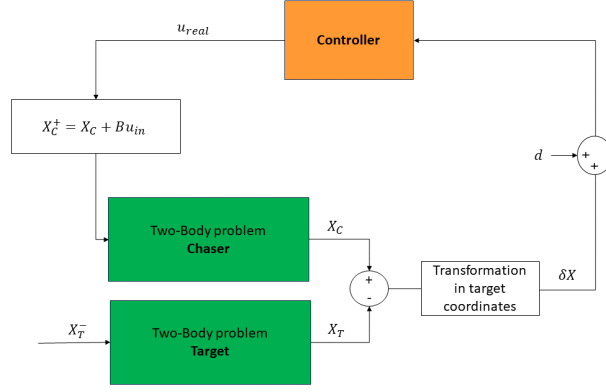 u_real
Controller
X_C^+ = X_C + Bu_in
d
+
+
Two-Body problem
Chaser
X_C
+
-
Transformation
in target
coordinates
δX
X_T^-
Two-Body problem
Target
X_T